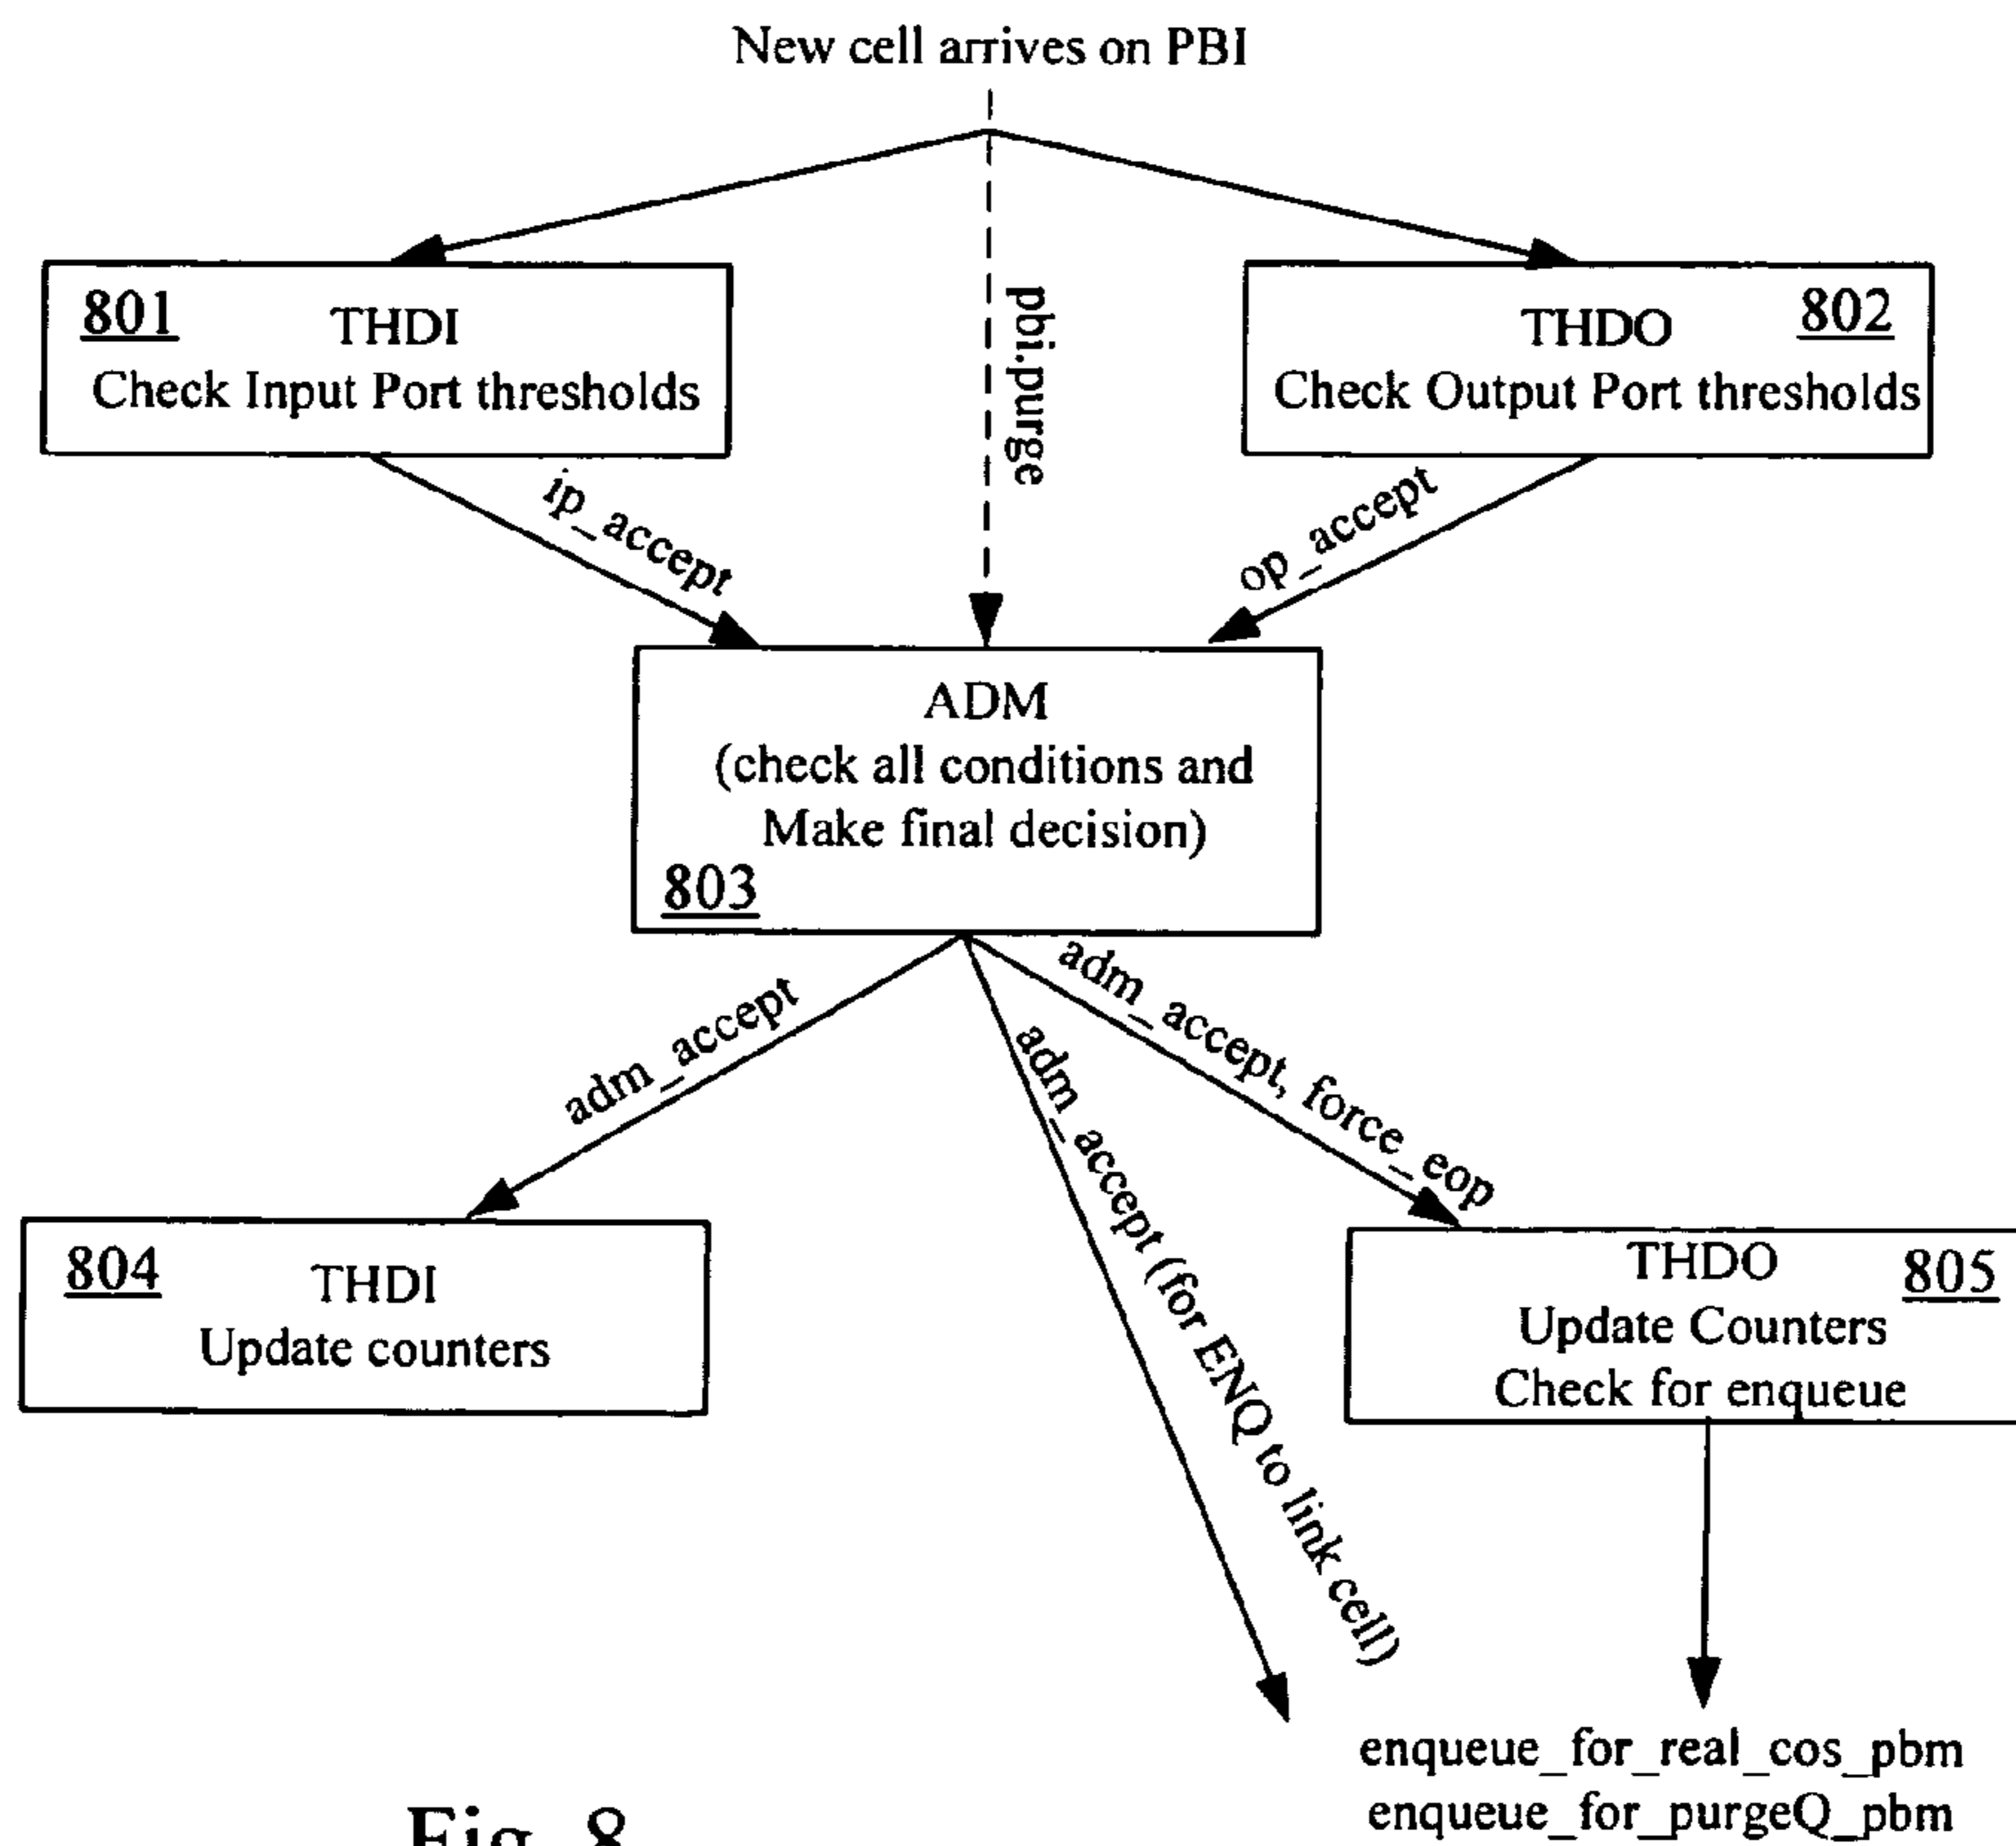 New cell arrives on PBI
801
THDI
Check Input Port thresholds
pbi.purge
802
THDO
Check Output Port thresholds
ip_accept
op_accept
ADM
(check all conditions and
Make final decision)
803
adm_accept
adm_accept (for ENQ to link cell)
adm_accept, force_eop
804
THDI
Update counters
THDO
805
Update Counters
Check for enqueue
enqueue_for_real_cos_pbm
enqueue_for_purgeQ_pbm
Fig. 8